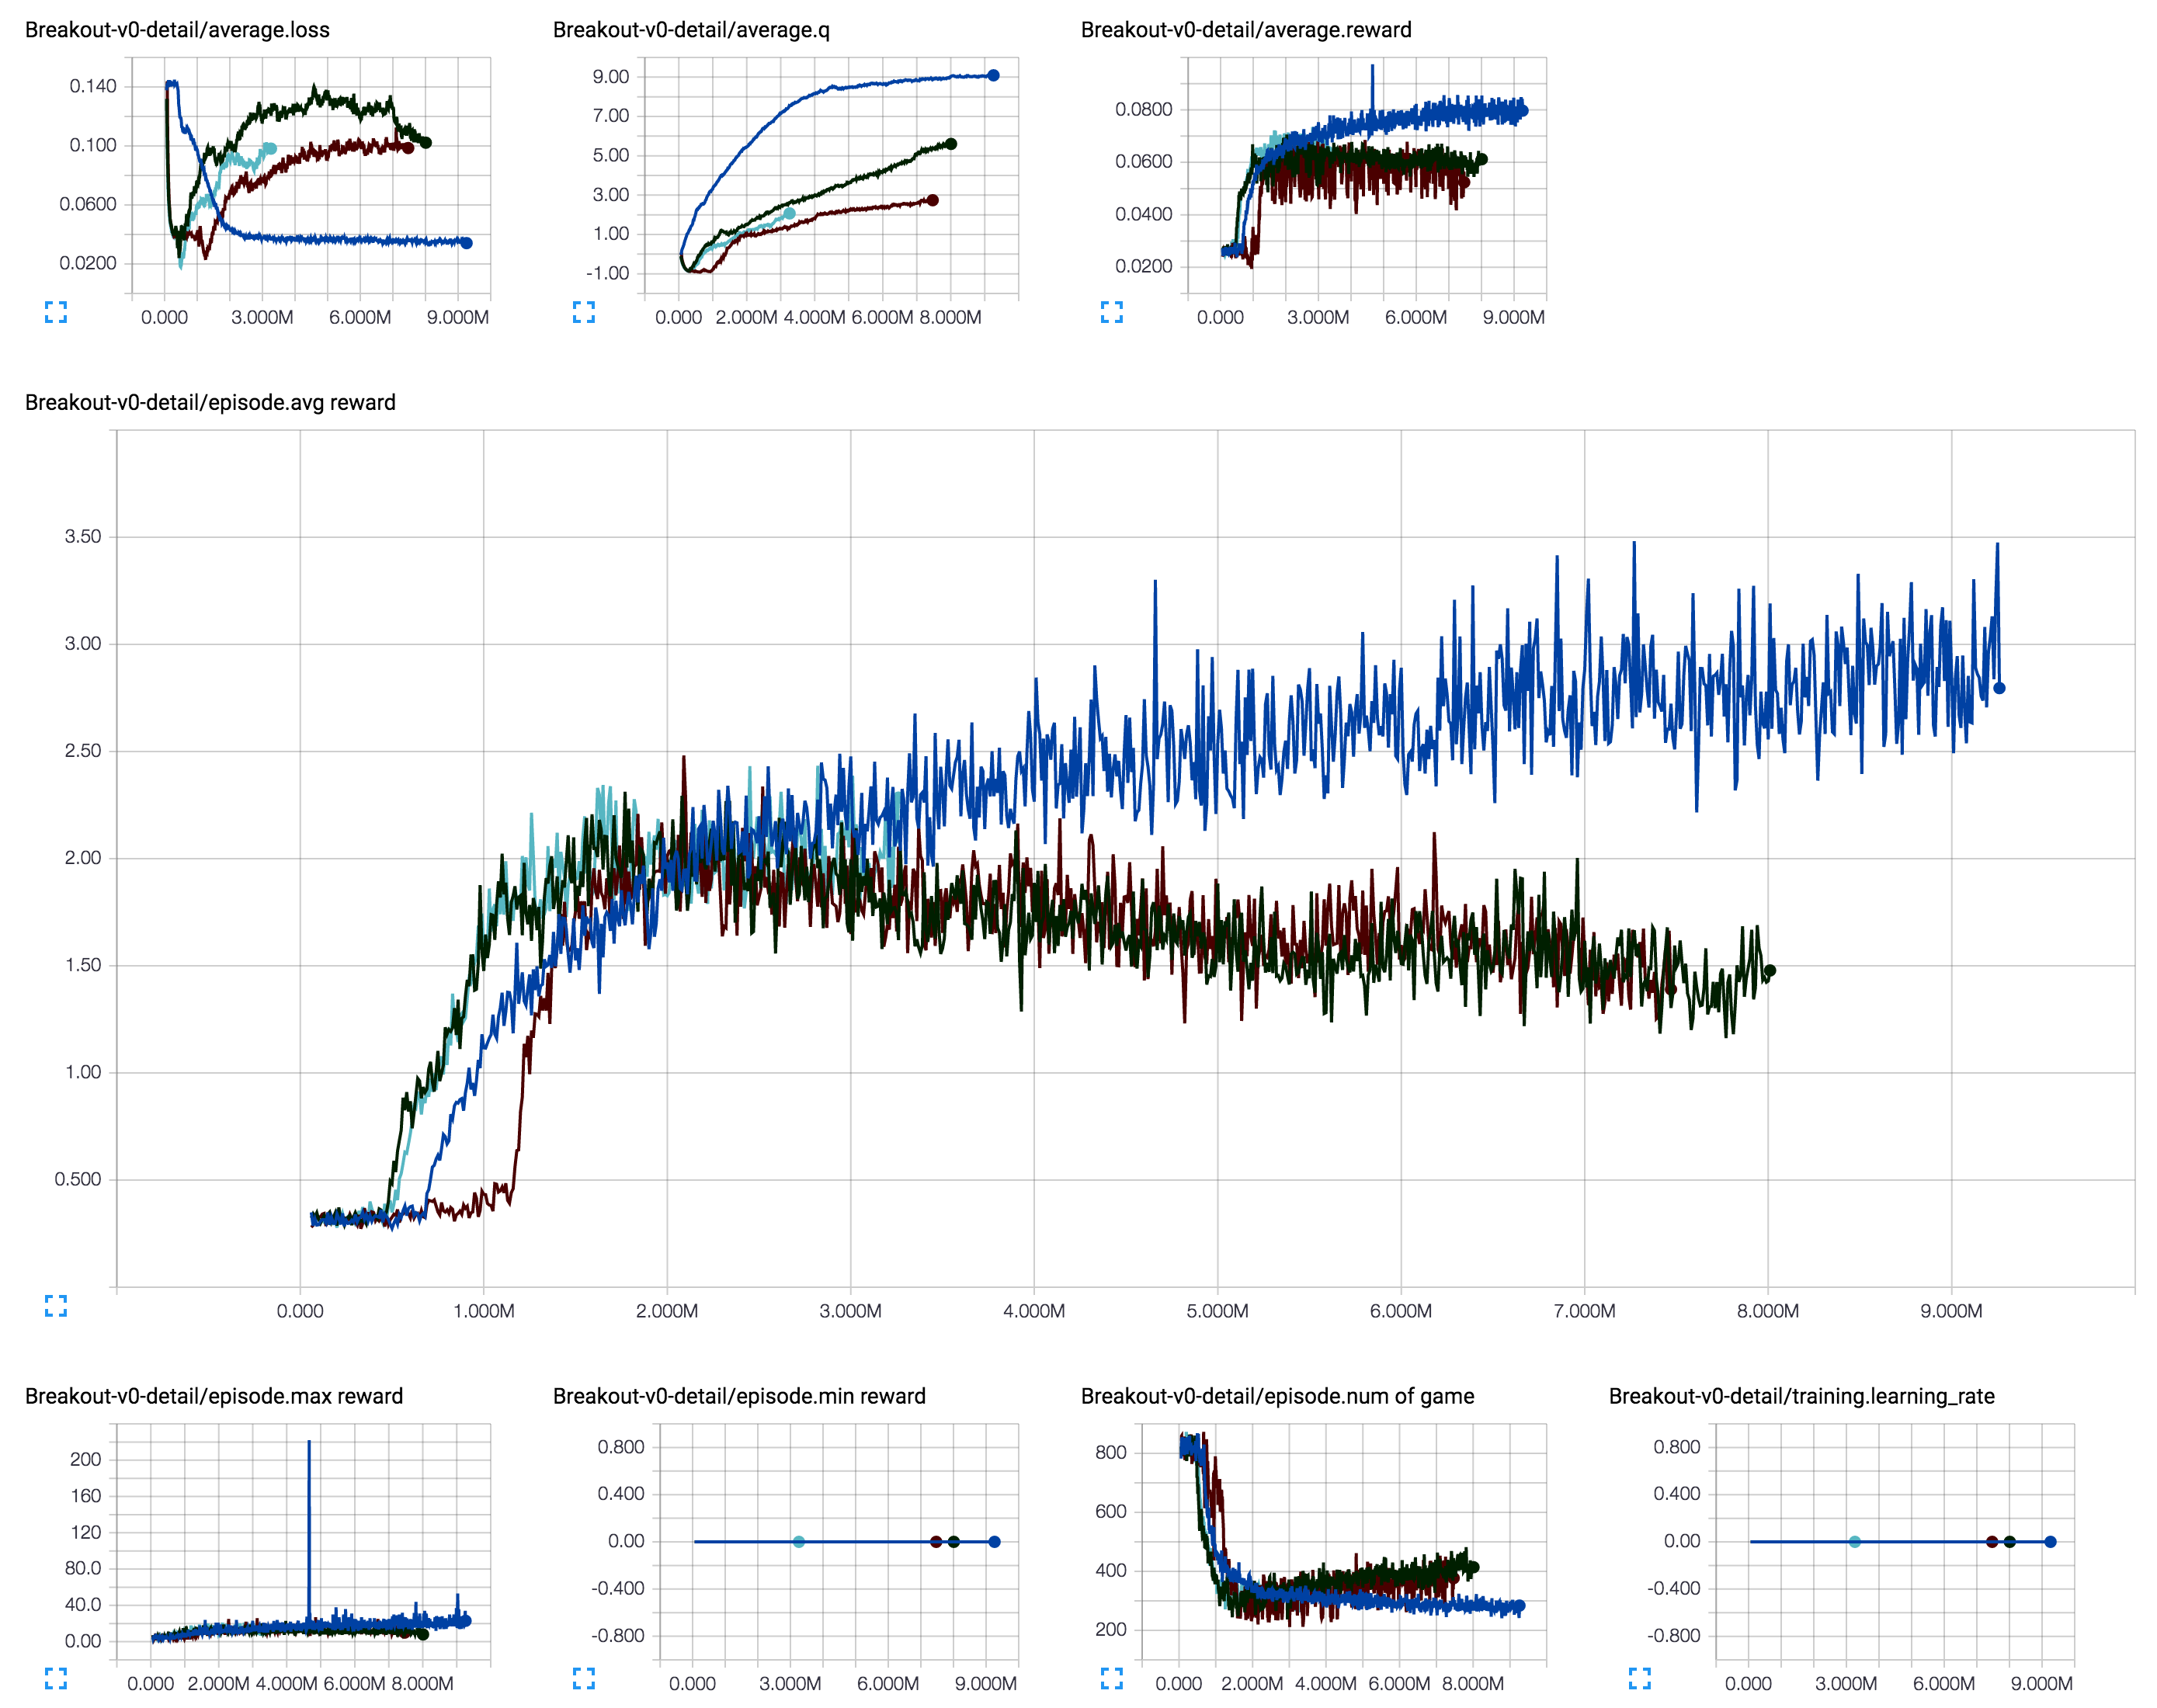 Breakout-v0-detail/average.loss
0.140
0.100
0.0600
0.0200
0.000 3.000M 6.000M 9.000M
Breakout-v0-detail/average.q
9.00
7.00
5.00
3.00
1.00
-1.00
0.000 2.000M 4.000M 6.000M 8.000M
Breakout-v0-detail/average.reward
0.0800
0.0600
0.0400
0.0200
0.000 3.000M 6.000M 9.000M
Breakout-v0-detail/episode.avg reward
3.50
3.00
2.50
2.00
1.50
1.00
0.500
0.000 1.000M 2.000M 3.000M 4.000M 5.000M 6.000M 7.000M 8.000M 9.000M
Breakout-v0-detail/episode.max reward
200
160
120
80.0
40.0
0.00
0.000 2.000M 4.000M 6.000M 8.000M
Breakout-v0-detail/episode.min reward
0.800
0.400
0.00
-0.400
-0.800
0.000 3.000M 6.000M 9.000M
Breakout-v0-detail/episode.num of game
800
600
400
200
0.000 2.000M 4.000M 6.000M 8.000M
Breakout-v0-detail/training.learning_rate
0.800
0.400
0.00
-0.400
-0.800
0.000 3.000M 6.000M 9.000M